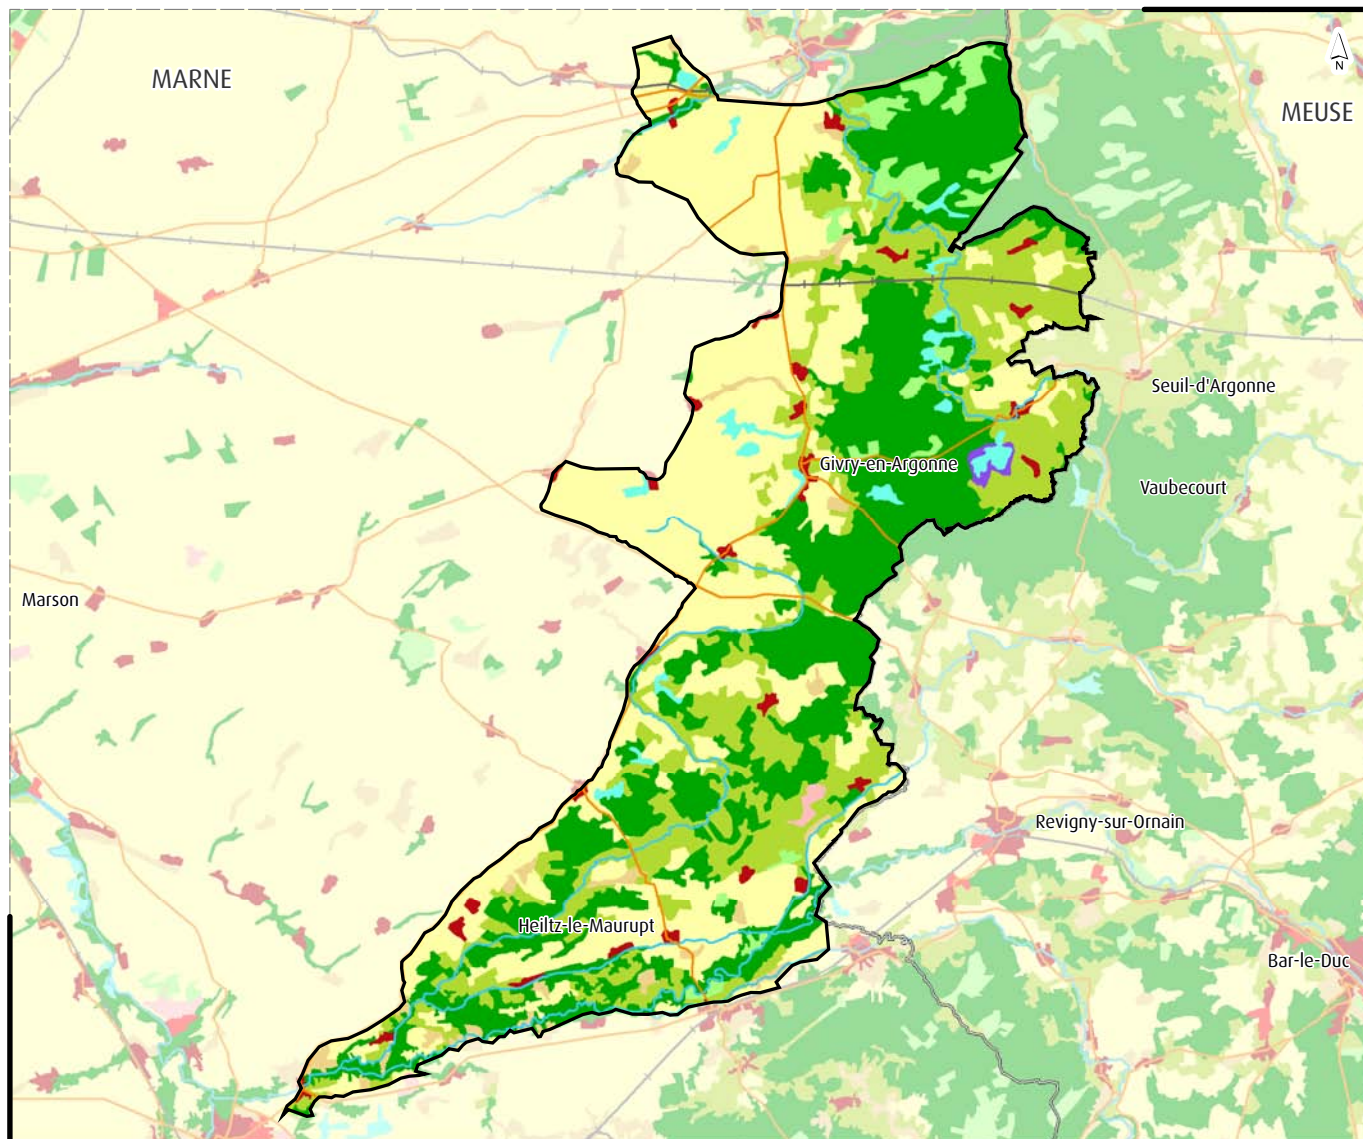 MARNE
N
MEUSE
Seuil-d'Argonne
Givry-en-Argonne
Vaubecourt
Marson
Revigny-sur-Ornain
Heiltz-le-Maurupt
Bar-le-Duc